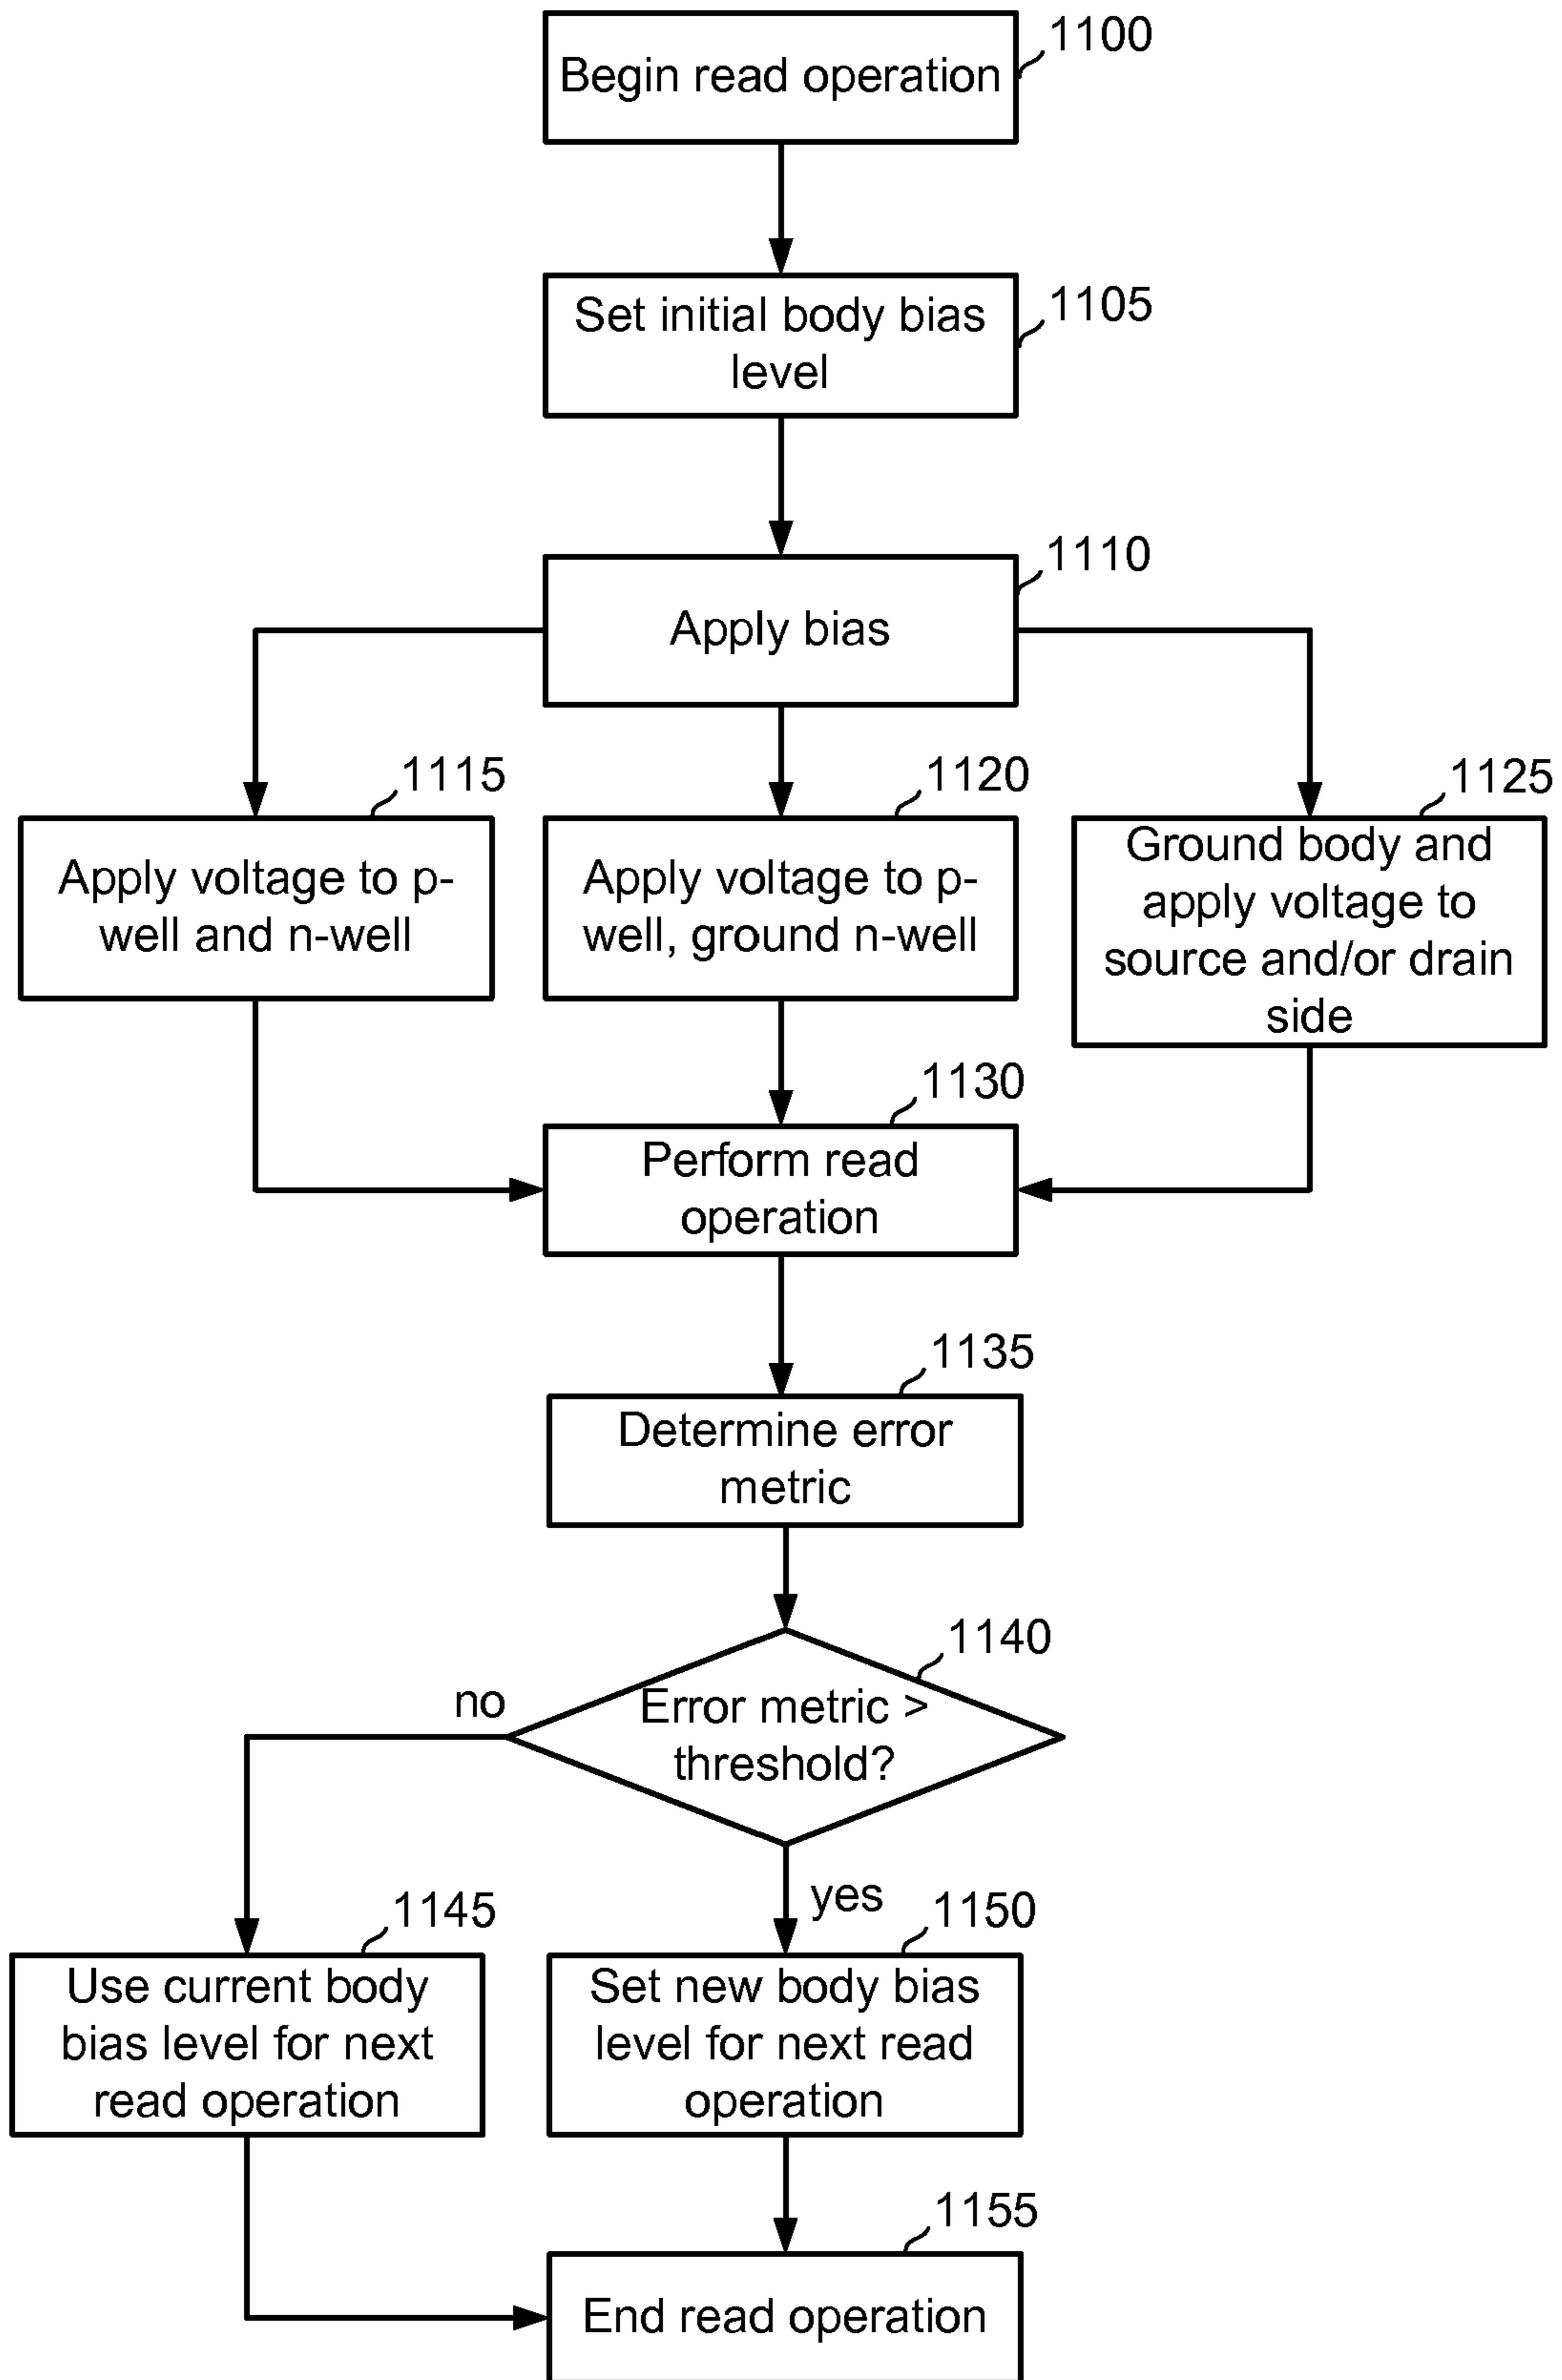 1100
Begin read operation
1105
Set initial body bias
level
1110
Apply bias
1115
Apply voltage to p-
well and n-well
1120
Apply voltage to p-
well, ground n-well
1125
Ground body and
apply voltage to
source and/or drain
side
1130
Perform read
operation
1135
Determine error
metric
1140
Error metric >
threshold?
no
yes
1145
Use current body
bias level for next
read operation
1150
Set new body bias
level for next read
operation
1155
End read operation